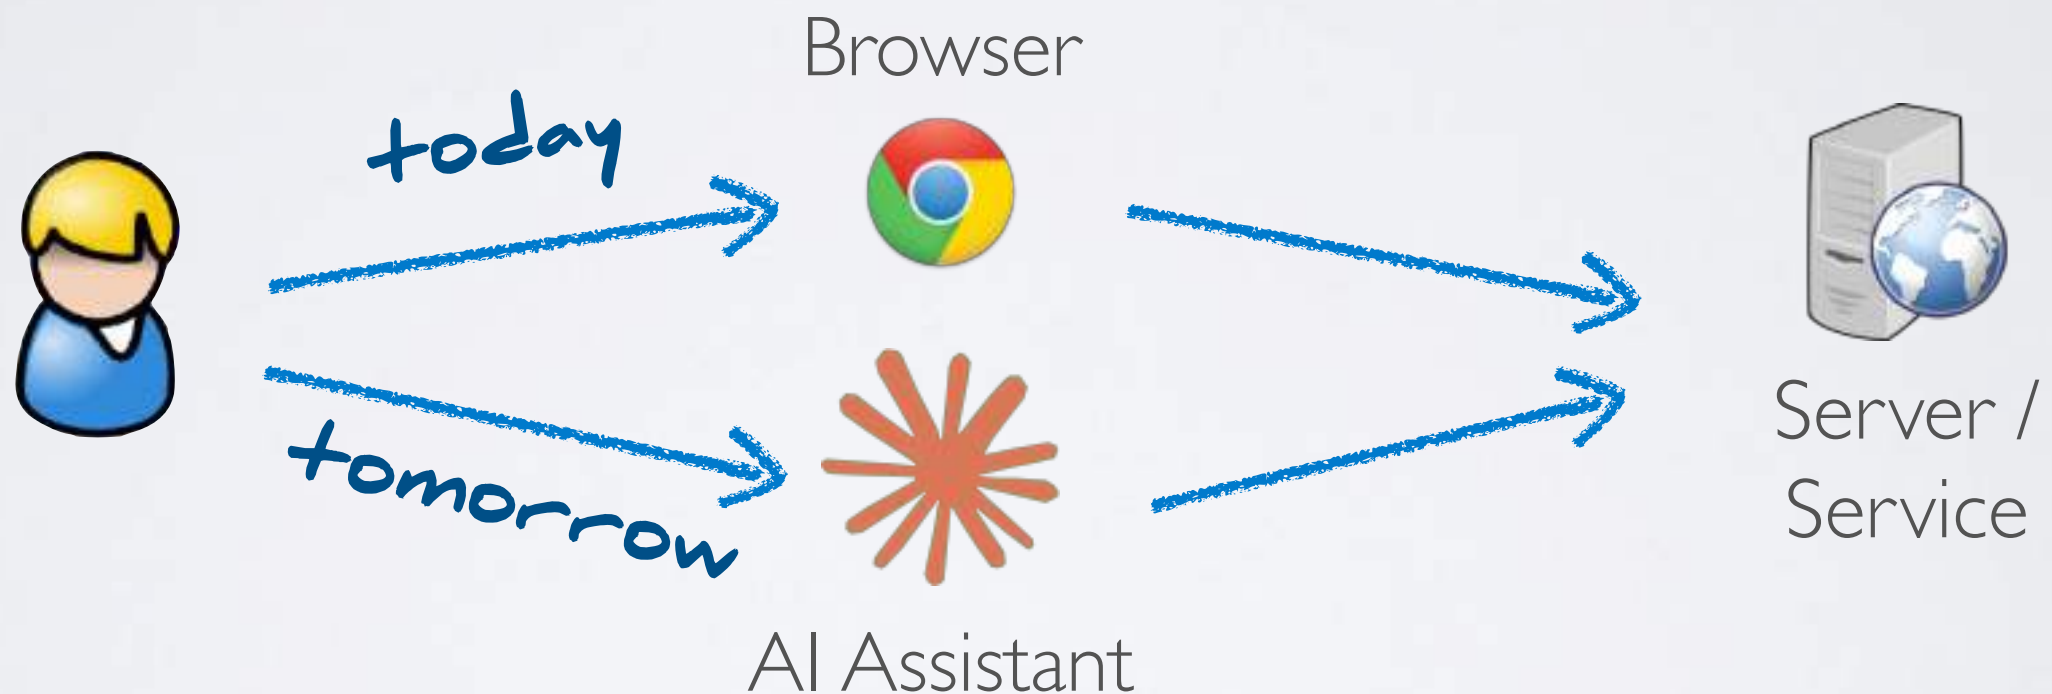 Browser
today
tomorrow
AI Assistant
Server /
Service